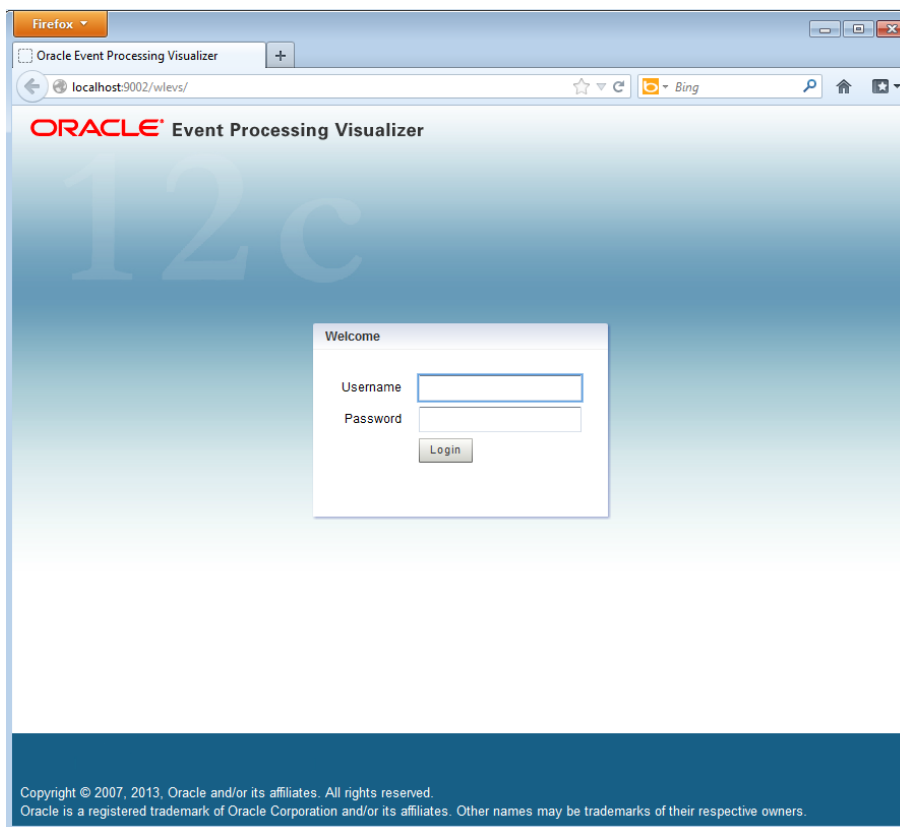 Firefox
Oracle Event Processing Visualizer
localhost:9002/wlevs/
Bing
ORACLE® Event Processing Visualizer
12c
Welcome
Username
Password
Login
Copyright © 2007, 2013, Oracle and/or its affiliates. All rights reserved.
Oracle is a registered trademark of Oracle Corporation and/or its affiliates. Other names may be trademarks of their respective owners.